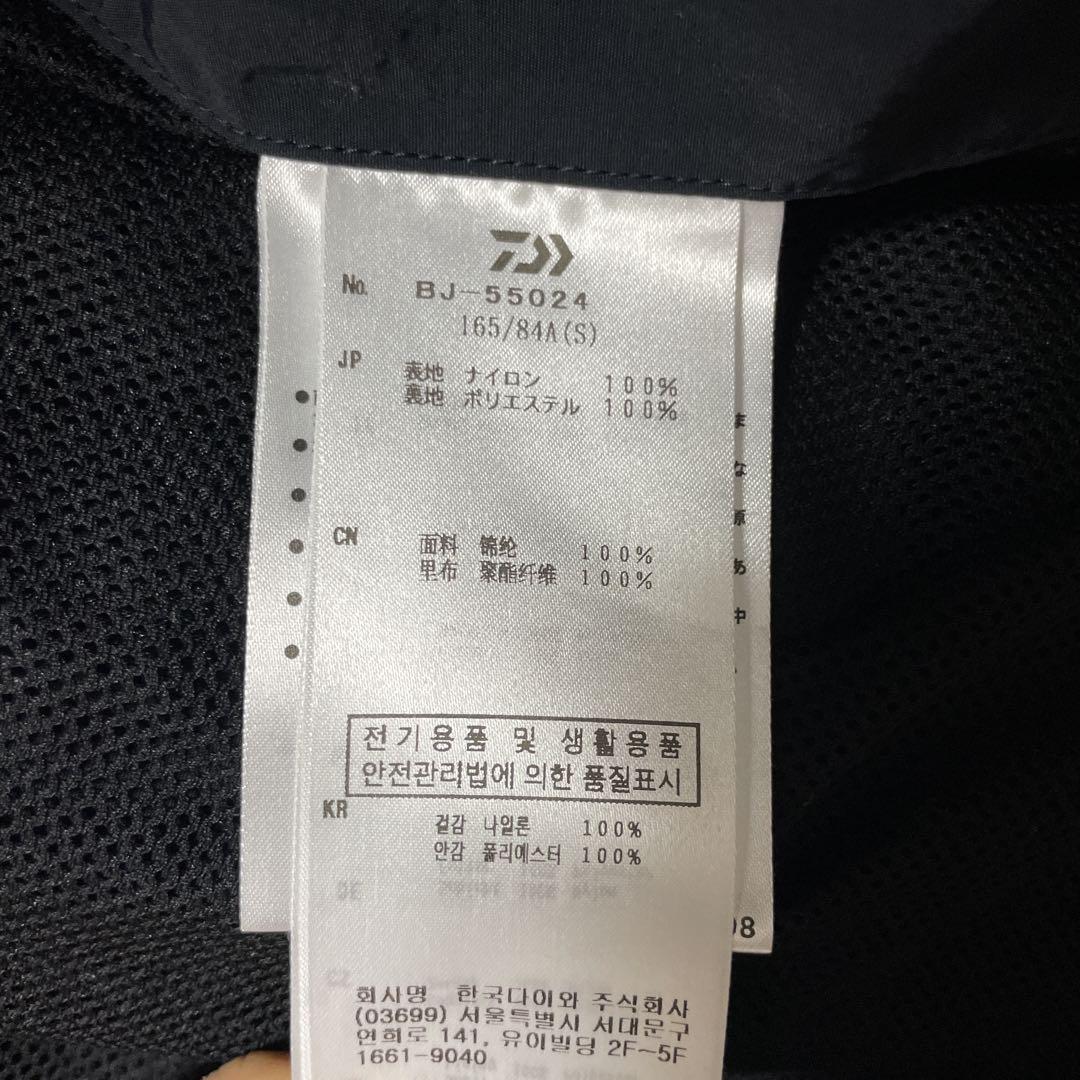 No. BJ-55024
165/84A(S)
JP
表地 ナイロン 100%
裏地 ポリエステル 100%
CN
面料 锦纶 100%
里布 聚酯纤维 100%
전기용품 및 생활용품
안전관리법에 의한 품질표시
KR
겉감 나일론 100%
안감 폴리에스터 100%
회사명 한국다이와 주식회사
(03699) 서울특별시 서대문구
연희로 141, 유이빌딩 2F~5F
1661-9040
ま
な
あ
中